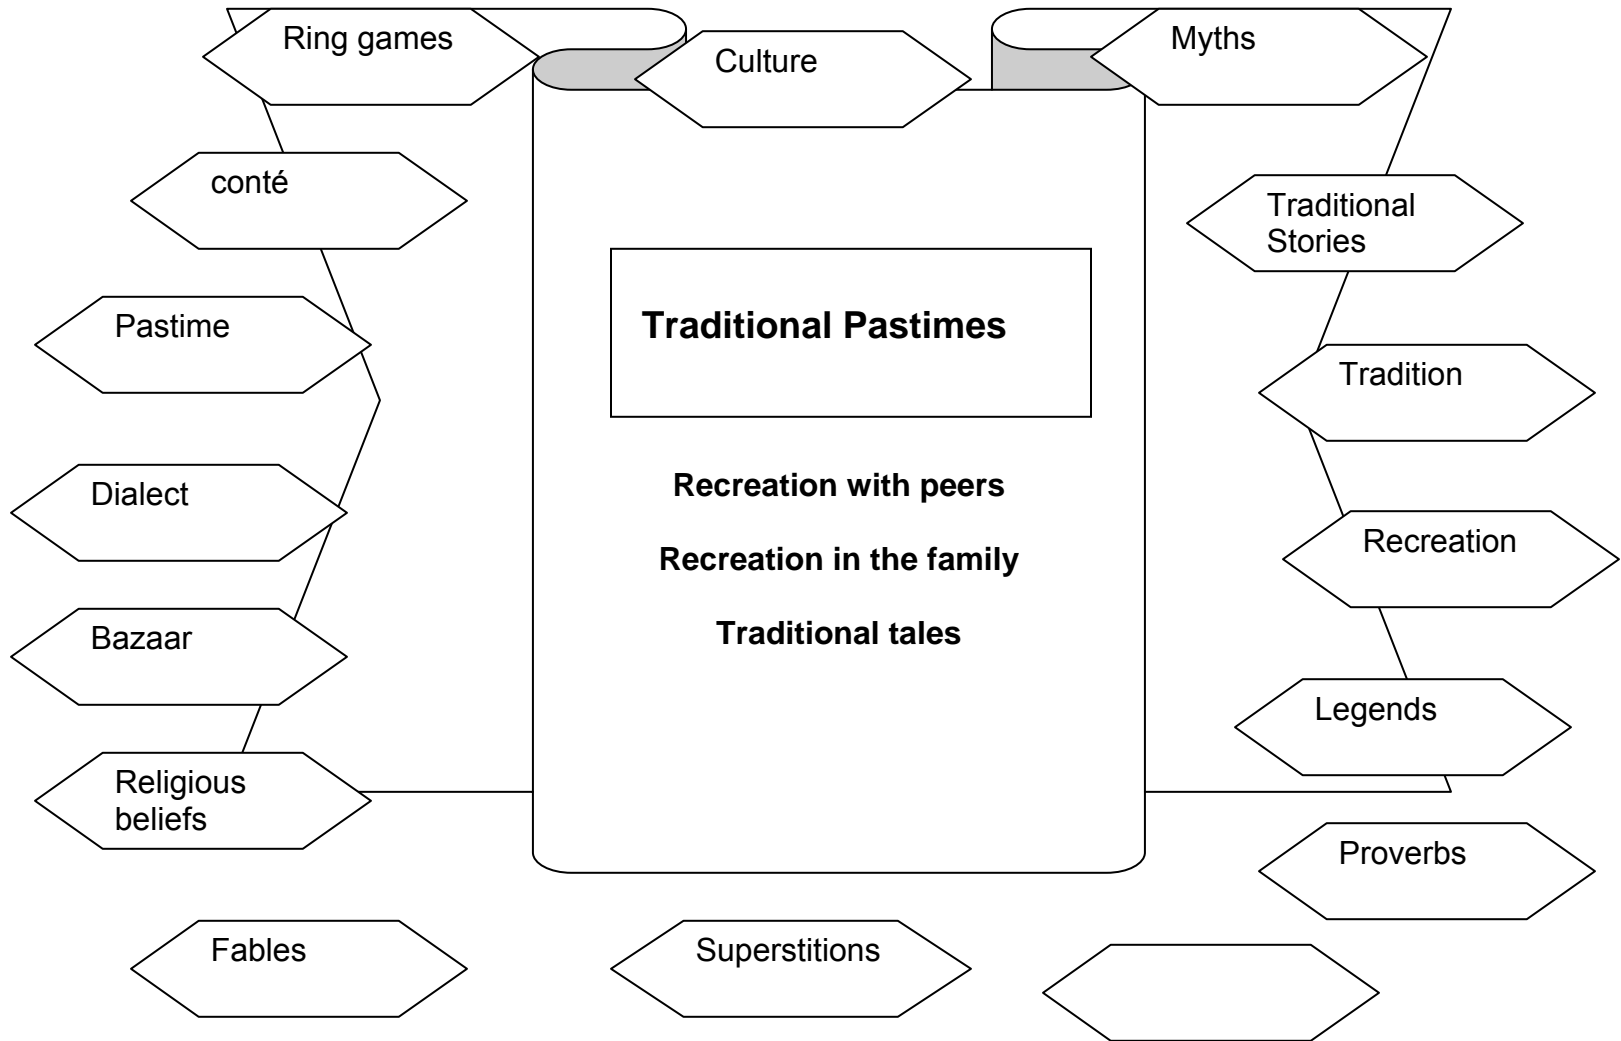 Ring games
Culture
Myths
conté
Traditional
Stories
Pastime
Traditional Pastimes
Tradition
Dialect
Recreation with peers
Recreation
Recreation in the family
Bazaar
Traditional tales
Legends
Religious
beliefs
Proverbs
Fables
Superstitions